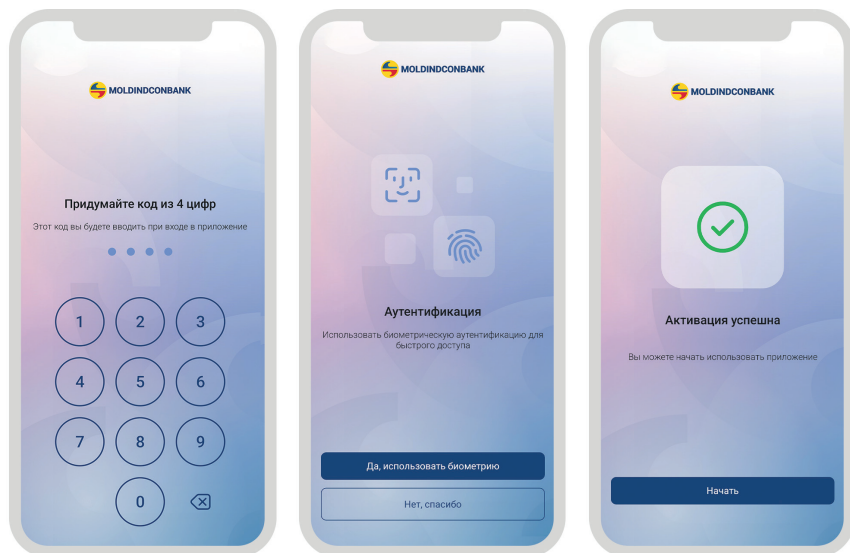 MOLDINDCONBANK
Придумайте код из 4 цифр
Этот код вы будете вводить при входе в приложение
1 2 3
4 5 6
7 8 9
0
MOLDINDCONBANK
Аутентификация
Использовать биометрическую аутентификацию для
быстрого доступа
Да, использовать биометрию
Нет, спасибо
MOLDINDCONBANK
Активация успешна
Вы можете начать использовать приложение
Начать